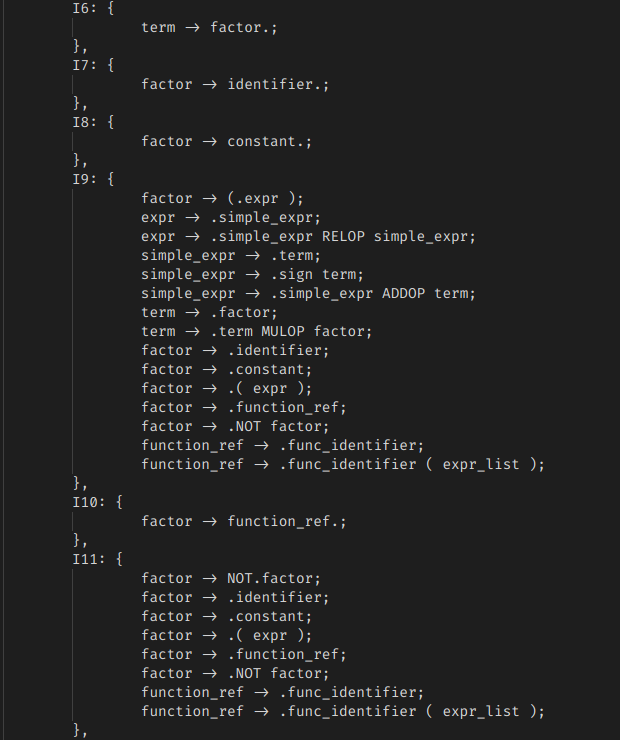 I6: {
term → factor.;
},
I7: {
factor → identifier.;
},
I8: {
factor → constant.;
},
I9: {
factor → (.expr );
expr → .simple_expr;
expr → .simple_expr RELOP simple_expr;
simple_expr → .term;
simple_expr → .sign term;
simple_expr → .simple_expr ADDOP term;
term → .factor;
term → .term MULOP factor;
factor → .identifier;
factor → .constant;
factor → .( expr );
factor → .function_ref;
factor → .NOT factor;
function_ref → .func_identifier;
function_ref → .func_identifier ( expr_list );
},
I10: {
factor → function_ref.;
},
I11: {
factor → NOT.factor;
factor → .identifier;
factor → .constant;
factor → .( expr );
factor → .function_ref;
factor → .NOT factor;
function_ref → .func_identifier;
function_ref → .func_identifier ( expr_list );
},